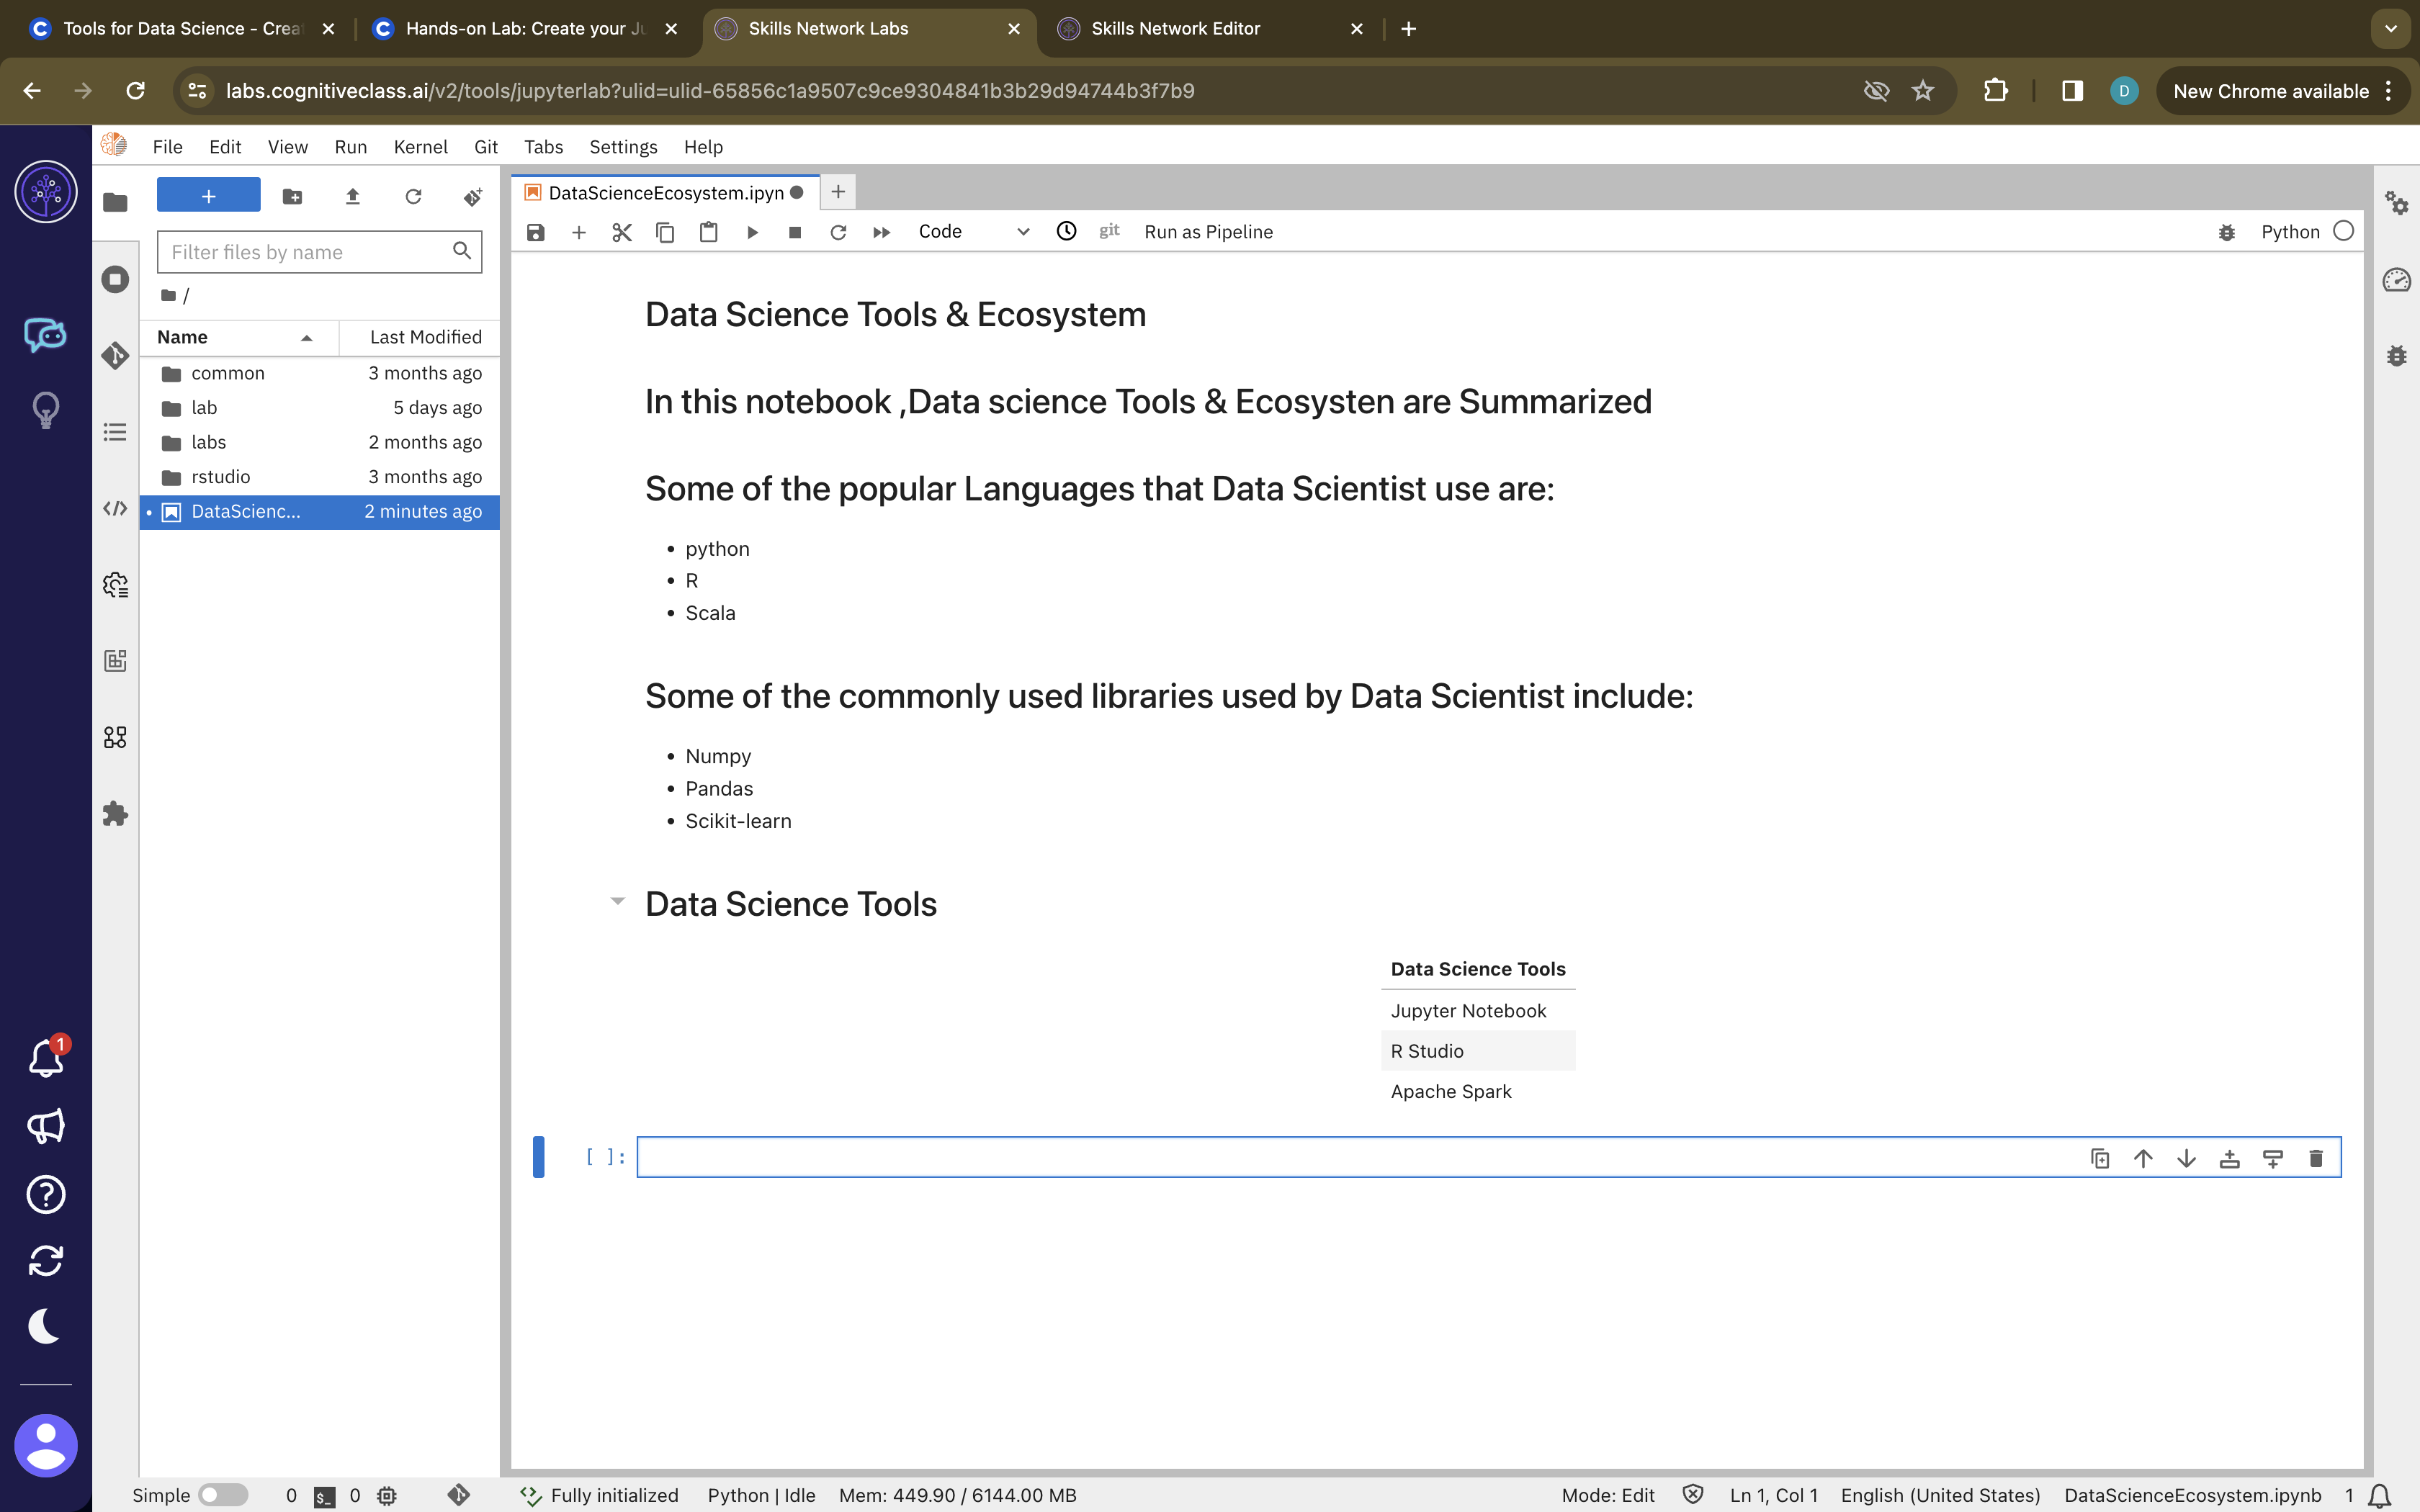 Tools for Data Science - Crea
Hands-on Lab: Create your Ju
Skills Network Labs
Skills Network Editor
labs.cognitiveclass.ai/v2/tools/jupyterlab?ulid=ulid-65856c1a9507c9ce9304841b3b29d94744b3f7b9
D
New Chrome available
File Edit View Run Kernel Git Tabs Settings Help
DataScienceEcosystem.ipyn
Code
git
Run as Pipeline
Python
Filter files by name
/
Name Last Modified
common 3 months ago
lab 5 days ago
labs 2 months ago
rstudio 3 months ago
DataScienc... 2 minutes ago
Data Science Tools & Ecosystem
In this notebook ,Data science Tools & Ecosysten are Summarized
Some of the popular Languages that Data Scientist use are:
• python
• R
• Scala
Some of the commonly used libraries used by Data Scientist include:
• Numpy
• Pandas
• Scikit-learn
Data Science Tools
Data Science Tools
Jupyter Notebook
R Studio
Apache Spark
[ ]:
1
Simple 0 $_ 0 Fully initialized Python | Idle Mem: 449.90 / 6144.00 MB Mode: Edit Ln 1, Col 1 English (United States) DataScienceEcosystem.ipynb 1